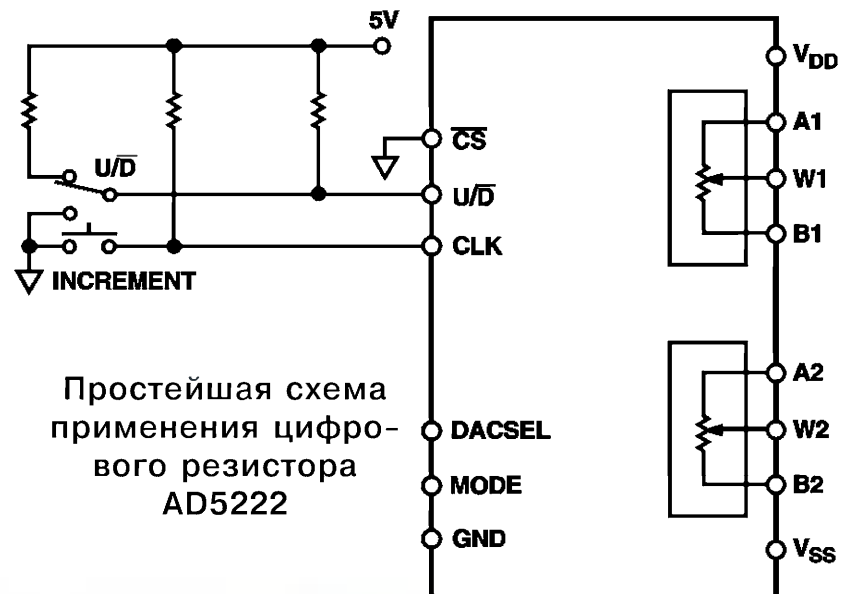 5V
U/D̅
INCREMENT
C̅S̅
U/D̅
CLK
DACSEL
MODE
GND
VDD
A1
W1
B1
A2
W2
B2
VSS
Простейшая схема
применения цифро-
вого резистора
AD5222